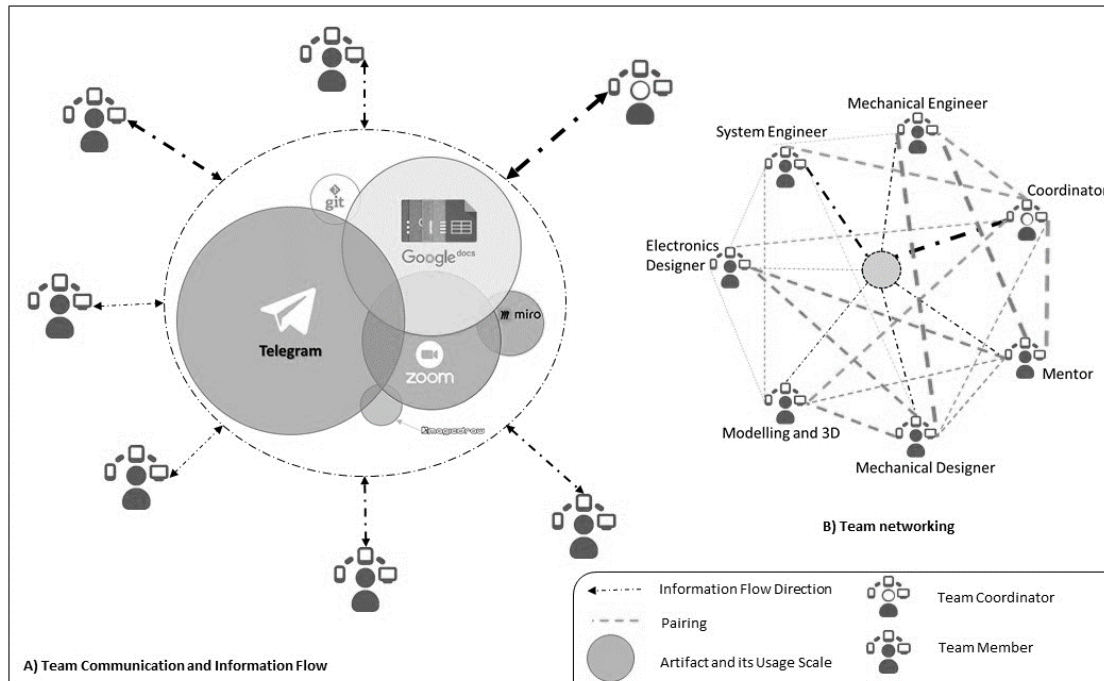 git
Google docs
Telegram
miro
zoom
magicdraw
A) Team Communication and Information Flow
Mechanical Engineer
System Engineer
Coordinator
Electronics
Designer
Mentor
Modelling and 3D
Mechanical Designer
B) Team networking
Information Flow Direction
Pairing
Artifact and its Usage Scale
Team Coordinator
Team Member